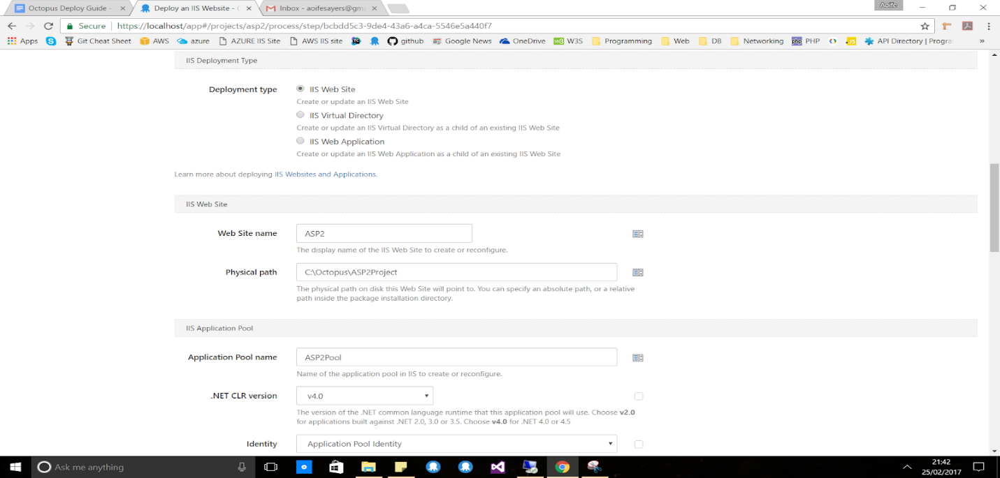 Octopus Deploy Guide -
Deploy an IIS Website -
Inbox - aoifesayers@gm
Aoife
Secure
https://localhost/app#/projects/asp2/process/step/bcbdd5c3-9de4-43a6-a4ca-5546e5a440f7
Apps
Git Cheat Sheet
AWS
azure
AZURE IIS Site
AWS IIS site
github
Google News
OneDrive
W3S
Programming
Web
DB
Networking
PHP
JS
API Directory | Progra
»
IIS Deployment Type
Deployment type
IIS Web Site
Create or update an IIS Web Site
IIS Virtual Directory
Create or update an IIS Virtual Directory as a child of an existing IIS Web Site
IIS Web Application
Create or update an IIS Web Application as a child of an existing IIS Web Site
Learn more about deploying IIS Websites and Applications.
IIS Web Site
Web Site name
ASP2
The display name of the IIS Web Site to create or reconfigure.
Physical path
C:\Octopus\ASP2Project
The physical path on disk this Web Site will point to. You can specify an absolute path, or a relative
path inside the package installation directory.
IIS Application Pool
Application Pool name
ASP2Pool
Name of the application pool in IIS to create or reconfigure.
.NET CLR version
v4.0
The version of the .NET common language runtime that this application pool will use. Choose v2.0
for applications built against .NET 2.0, 3.0 or 3.5. Choose v4.0 for .NET 4.0 or 4.5
Identity
Application Pool Identity
Ask me anything
21:42
25/02/2017